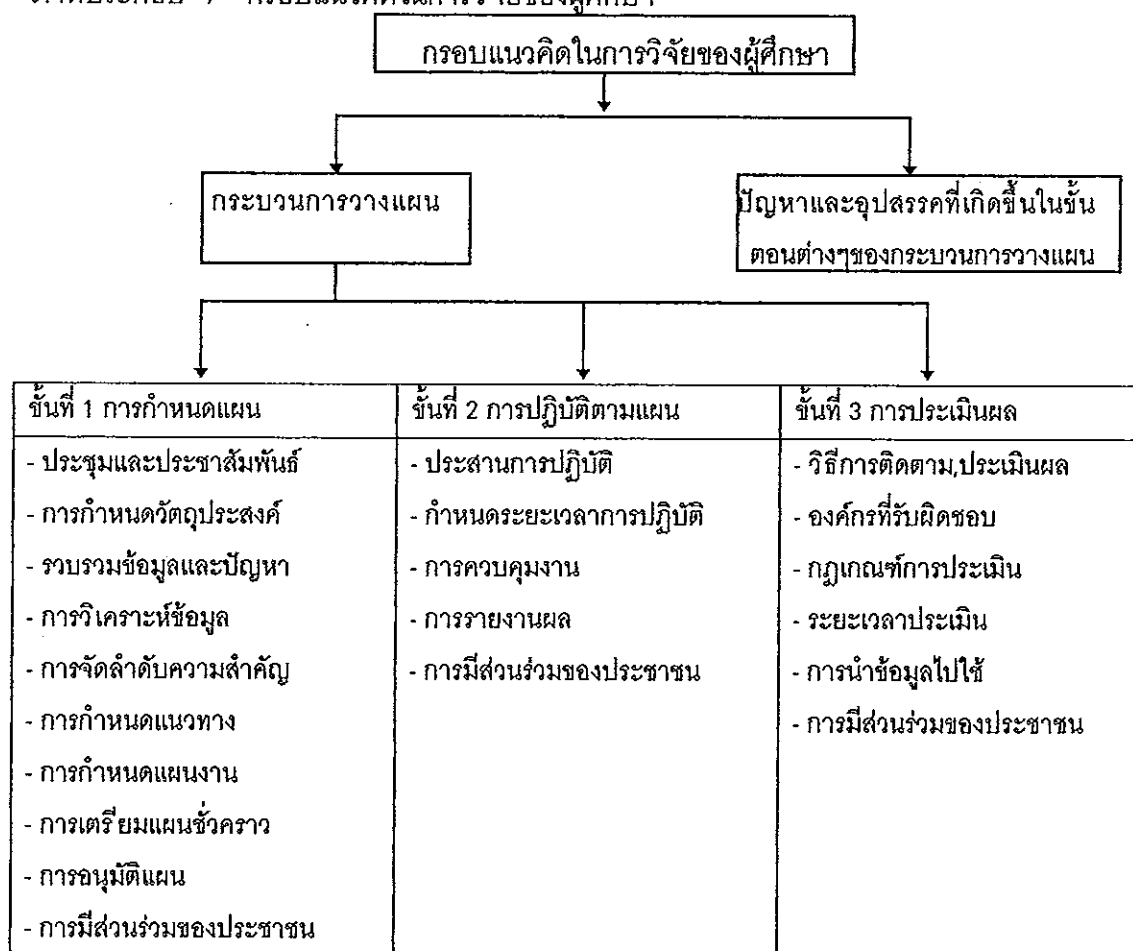 กรอบแนวคิดในการวิจัยของผู้ศึกษา
กระบวนการวางแผน
ปัญหาและอุปสรรคที่เกิดขึ้นในขั้น
ตอนต่างๆของกระบวนการวางแผน
ขั้นที่ 1 การกำหนดแผน
- ประชุมและประชาสัมพันธ์
- การกำหนดวัตถุประสงค์
- รวบรวมข้อมูลและปัญหา
- การวิเคราะห์ข้อมูล
- การจัดลำดับความสำคัญ
- การกำหนดแนวทาง
- การกำหนดแผนงาน
- การเตรียมแผนชั่วคราว
- การอนุมัติแผน
- การมีส่วนร่วมของประชาชน
ขั้นที่ 2 การปฏิบัติตามแผน
- ประสานการปฏิบัติ
- กำหนดระยะเวลาการปฏิบัติ
- การควบคุมงาน
- การรายงานผล
- การมีส่วนร่วมของประชาชน
ขั้นที่ 3 การประเมินผล
- วิธีการติดตาม,ประเมินผล
- องค์กรที่รับผิดชอบ
- กฎเกณฑ์การประเมิน
- ระยะเวลาประเมิน
- การนำข้อมูลไปใช้
- การมีส่วนร่วมของประชาชน